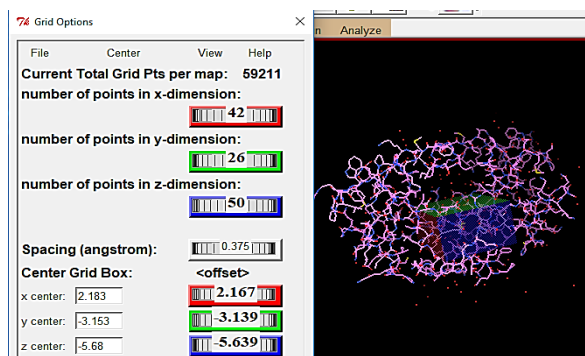 Grid Options
File Center View Help
Current Total Grid Pts per map: 59211
number of points in x-dimension:
42
number of points in y-dimension:
26
number of points in z-dimension:
50
Spacing (angstrom): 0.375
Center Grid Box: <offset>
x center: 2.183 2.167
y center: -3.153 -3.139
z center: -5.68 -5.639
Analyze